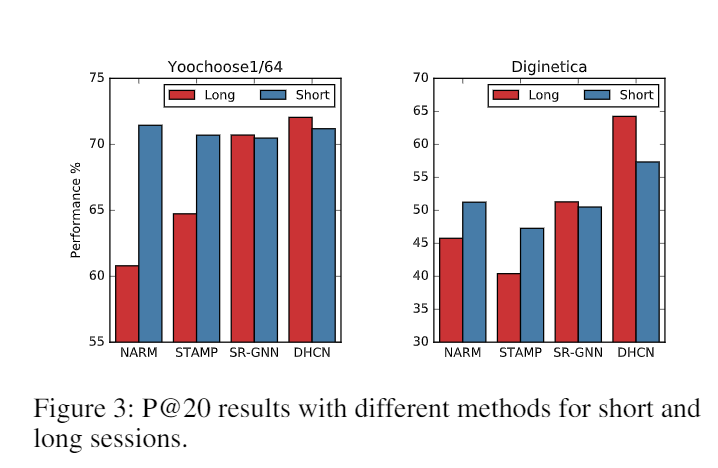 Yoochoose1/64
Long Short
75
70
65
60
55
Performance %
NARM STAMP SR-GNN DHCN
Diginetica
Long Short
70
65
60
55
50
45
40
35
30
NARM STAMP SR-GNN DHCN
Figure 3: P@20 results with different methods for short and
long sessions.